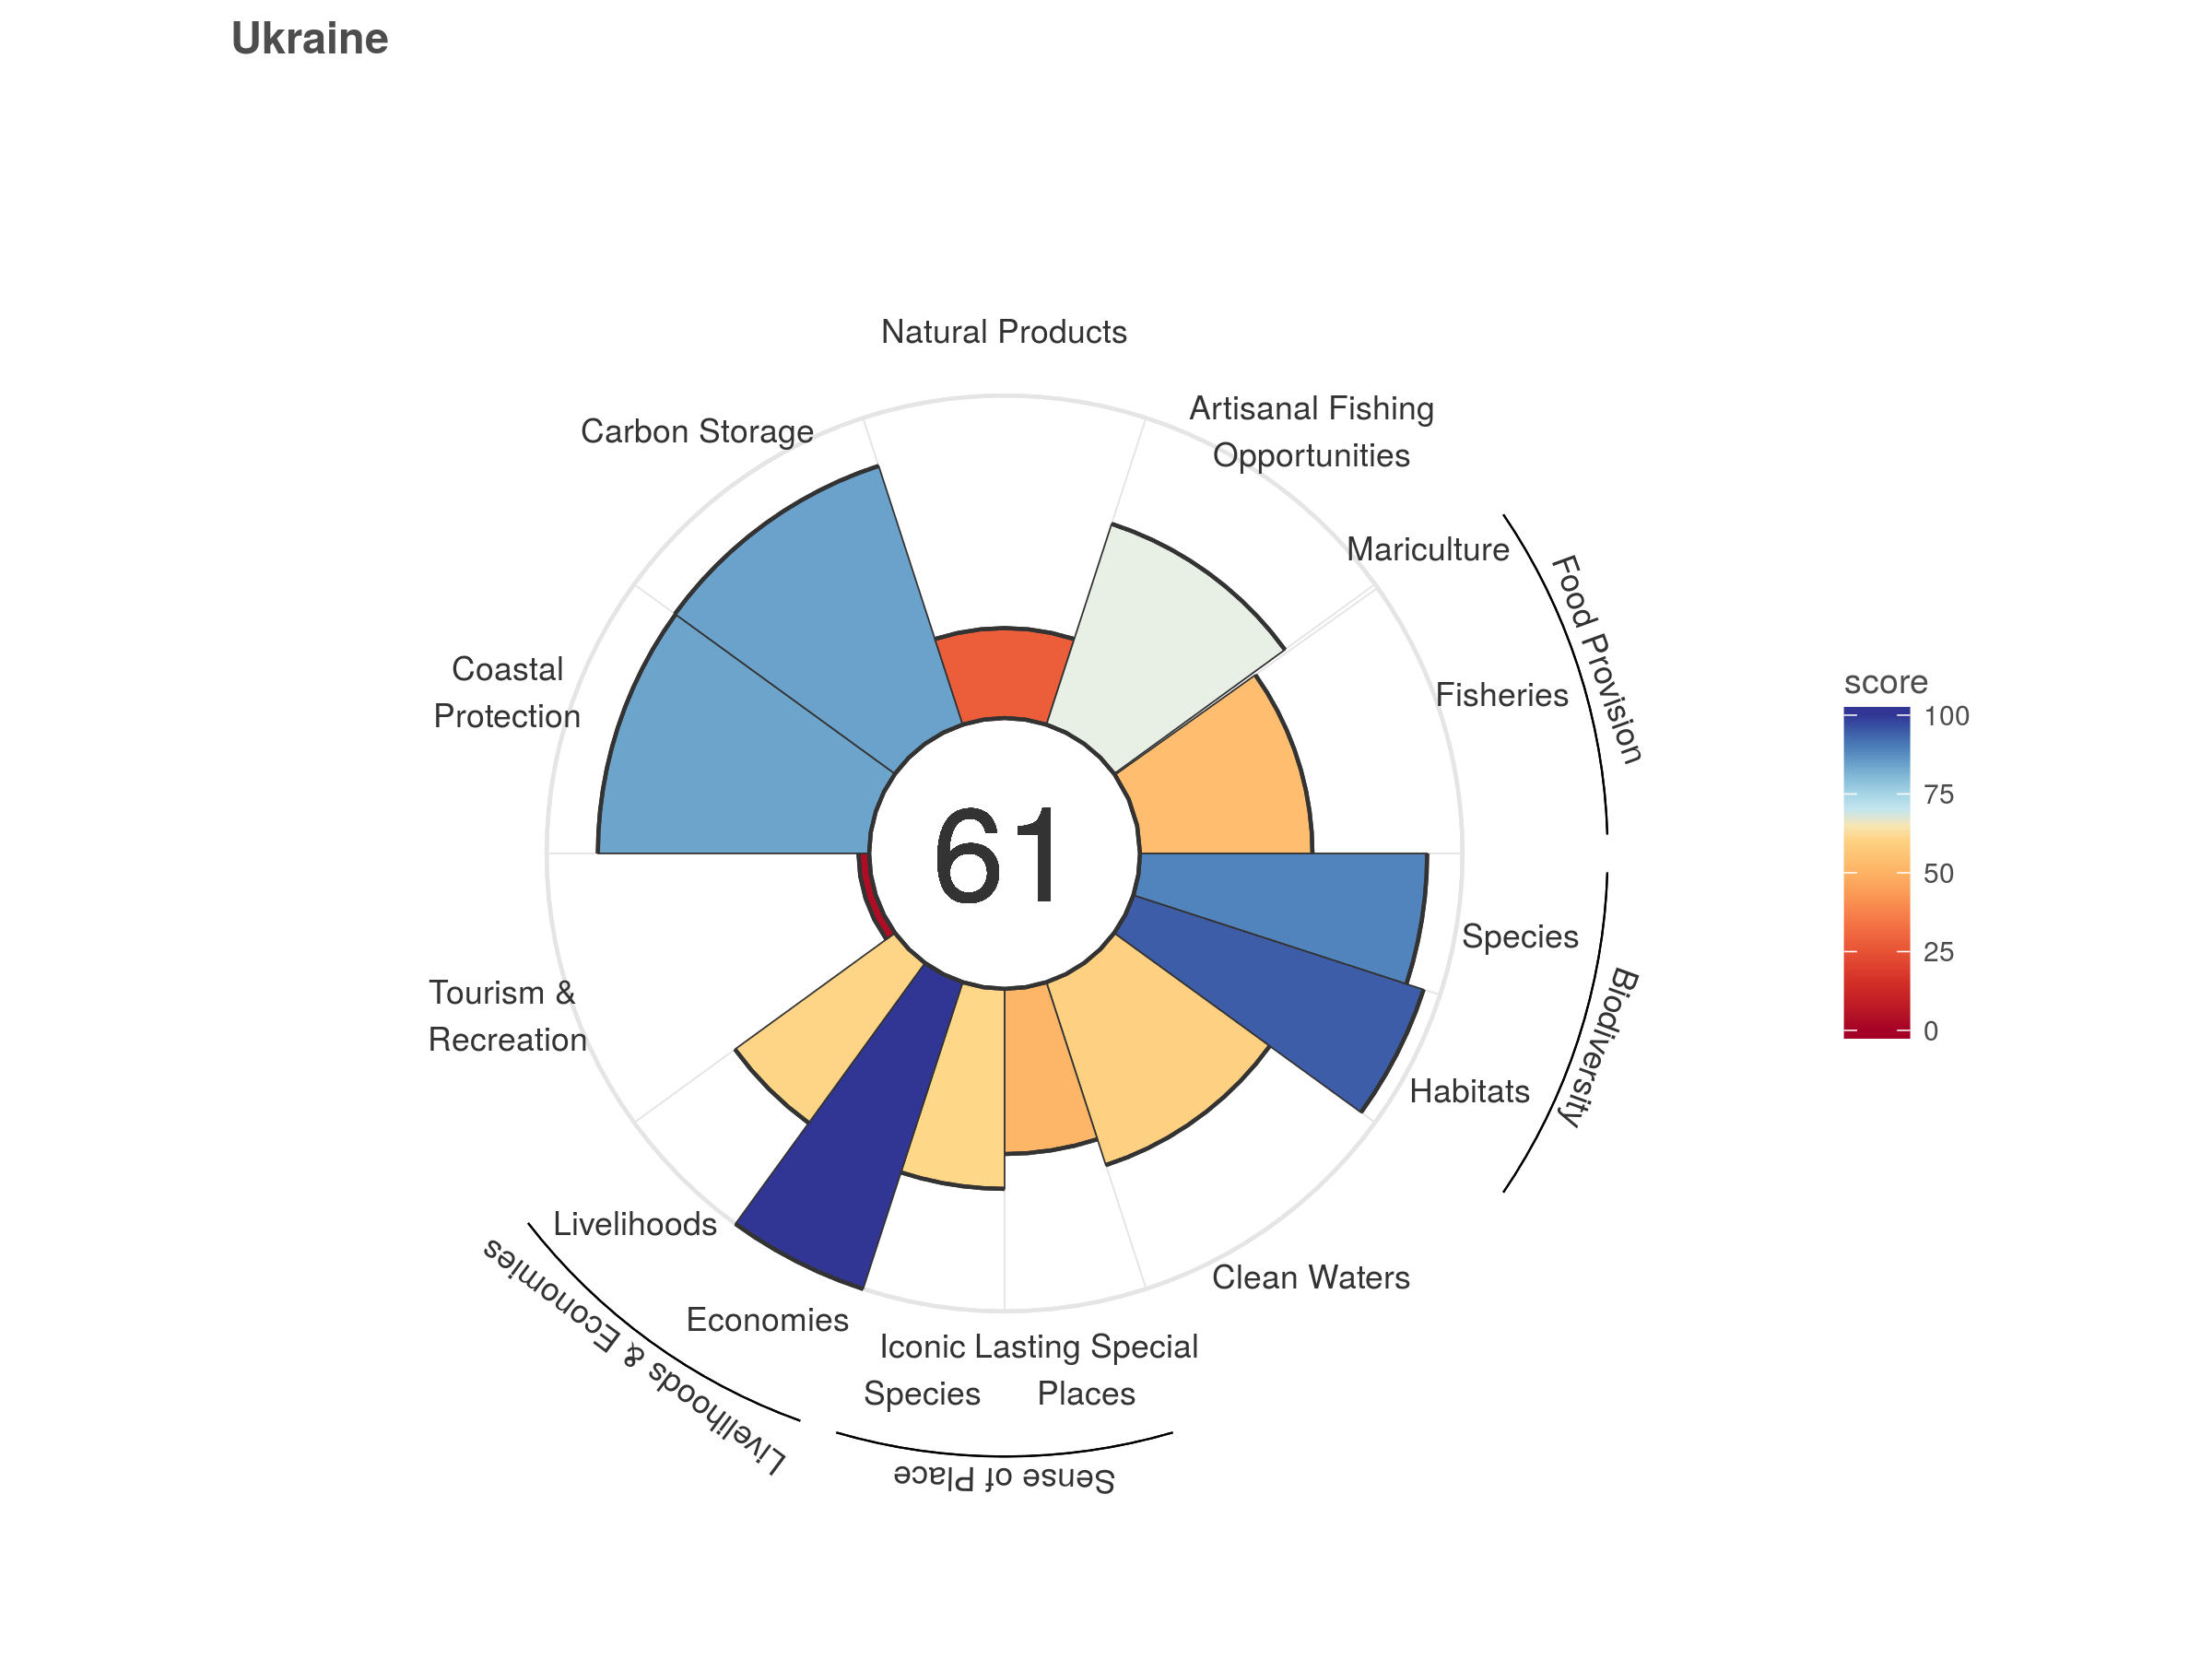 Ukraine
Natural Products
Artisanal Fishing
Opportunities
Carbon Storage
Mariculture
Food Provision
Coastal
Protection
Fisheries
score
100
75
50
25
0
61
Species
Biodiversity
Tourism &
Recreation
Habitats
Livelihoods
Livelihoods & Economies
Clean Waters
Economies
Iconic
Species
Lasting Special
Places
Sense of Place